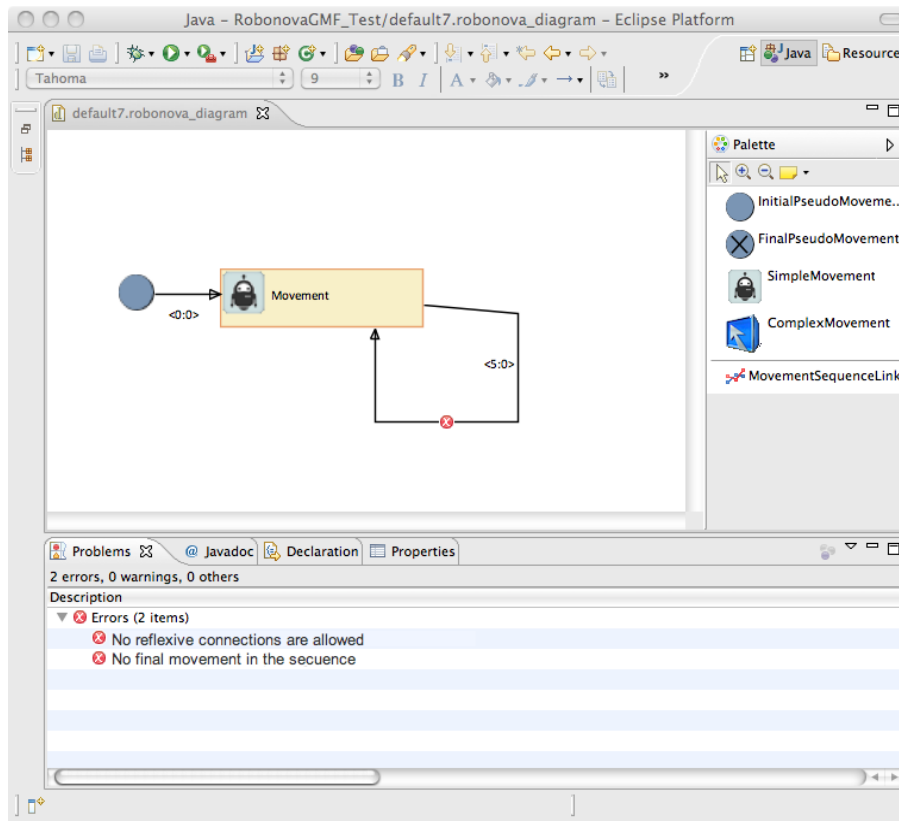 Java – RobonovaGMF_Test/default7.robonova_diagram – Eclipse Platform
Java Resource
Tahoma 9 B I A »
default7.robonova_diagram
Palette
InitialPseudoMoveme..
FinalPseudoMovement
SimpleMovement
ComplexMovement
MovementSequenceLink
Movement
<0:0>
<5:0>
Problems @ Javadoc Declaration Properties
2 errors, 0 warnings, 0 others
Description
Errors (2 items)
No reflexive connections are allowed
No final movement in the secuence